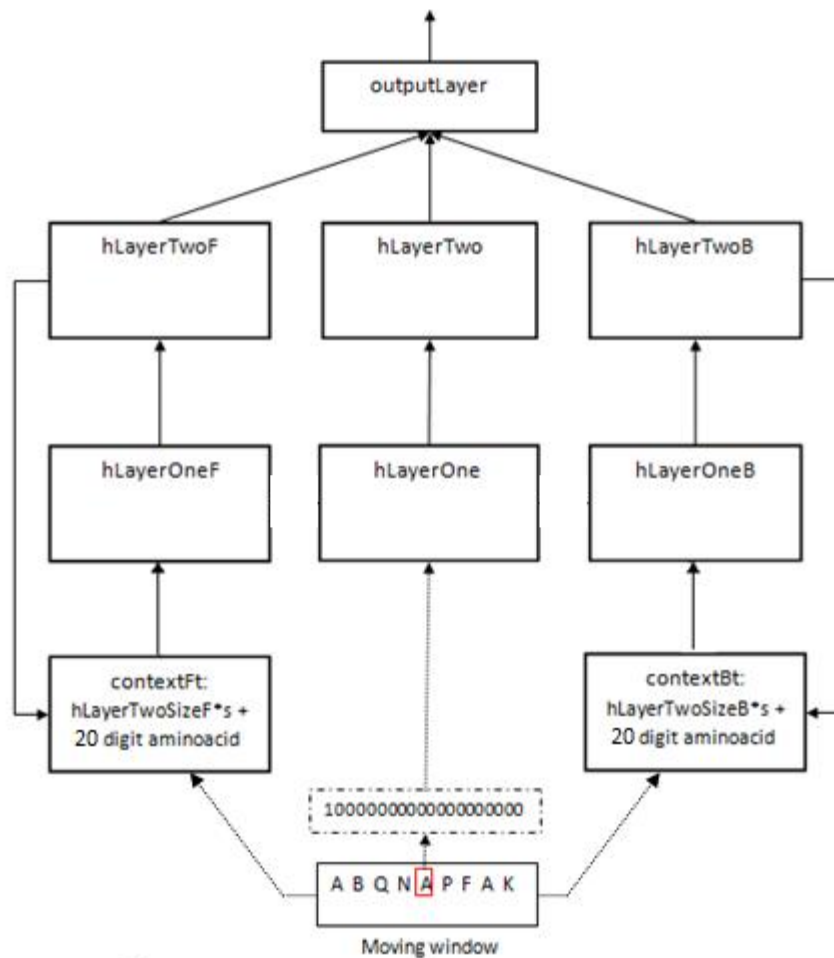 outputLayer
hLayerTwoF
hLayerTwo
hLayerTwoB
hLayerOneF
hLayerOne
hLayerOneB
contextFt:
hLayerTwoSizeF*s +
20 digit aminoacid
contextBt:
hLayerTwoSizeB*s +
20 digit aminoacid
10000000000000000000
A B Q N A P F A K
Moving window